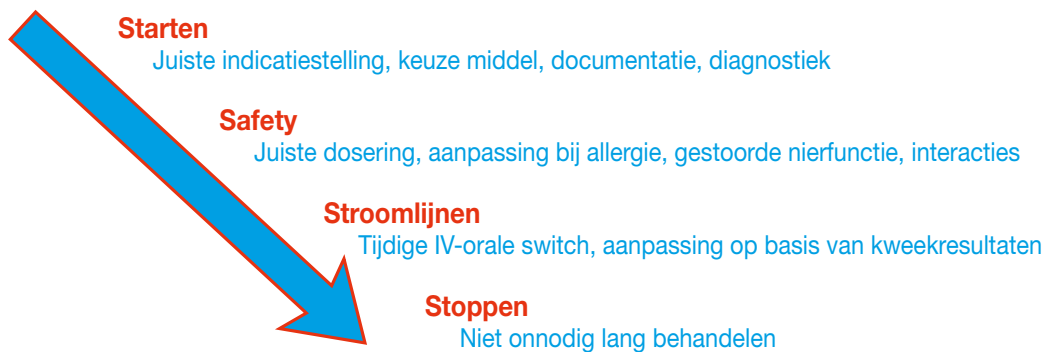 Starten
Juiste indicatiestelling, keuze middel, documentatie, diagnostiek
Safety
Juiste dosering, aanpassing bij allergie, gestoorde nierfunctie, interacties
Stroomlijnen
Tijdige IV-orale switch, aanpassing op basis van kweekresultaten
Stoppen
Niet onnodig lang behandelen